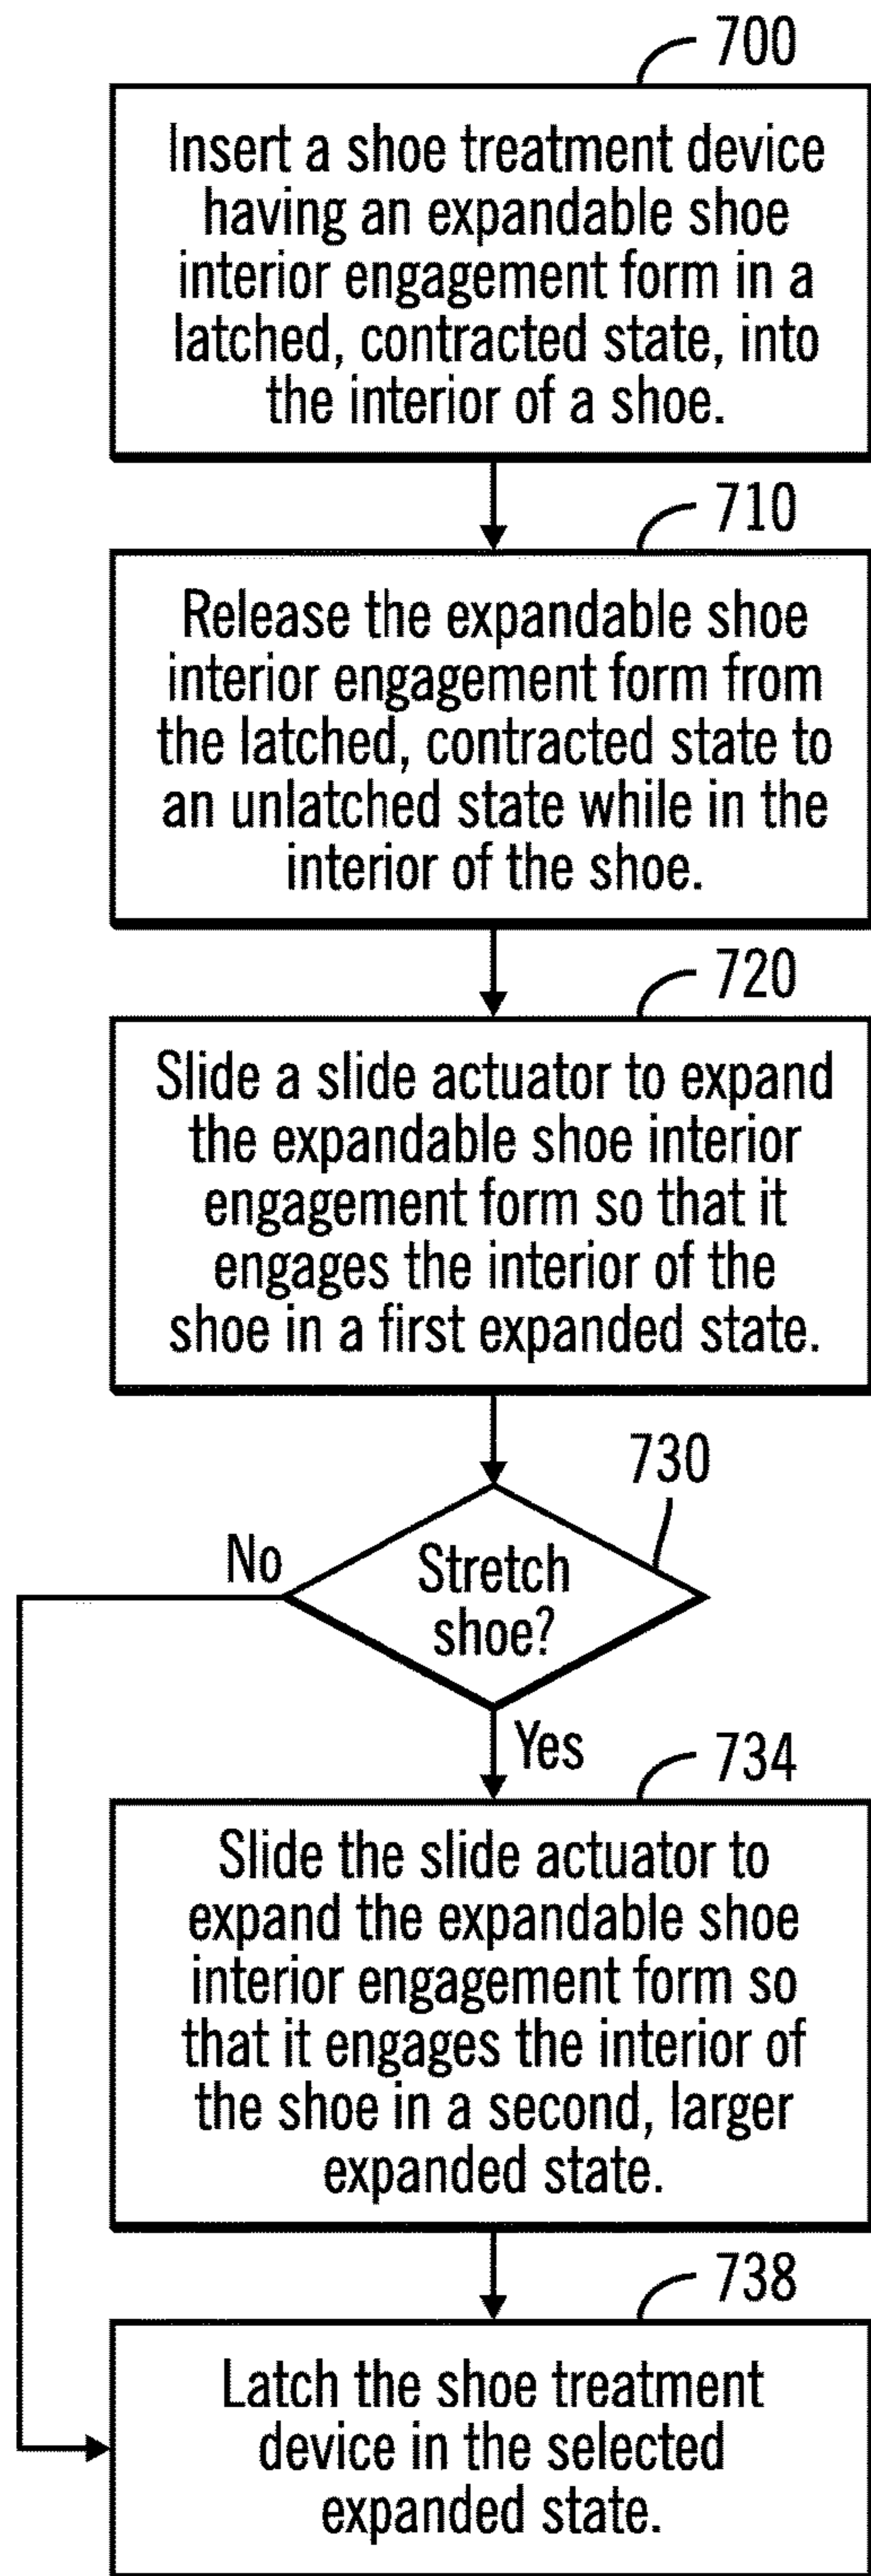 700
Insert a shoe treatment device
having an expandable shoe
interior engagement form in a
latched, contracted state, into
the interior of a shoe.
710
Release the expandable shoe
interior engagement form from
the latched, contracted state to
an unlatched state while in the
interior of the shoe.
720
Slide a slide actuator to expand
the expandable shoe interior
engagement form so that it
engages the interior of the
shoe in a first expanded state.
730
No
Stretch
shoe?
Yes
734
Slide the slide actuator to
expand the expandable shoe
interior engagement form so
that it engages the interior of
the shoe in a second, larger
expanded state.
738
Latch the shoe treatment
device in the selected
expanded state.